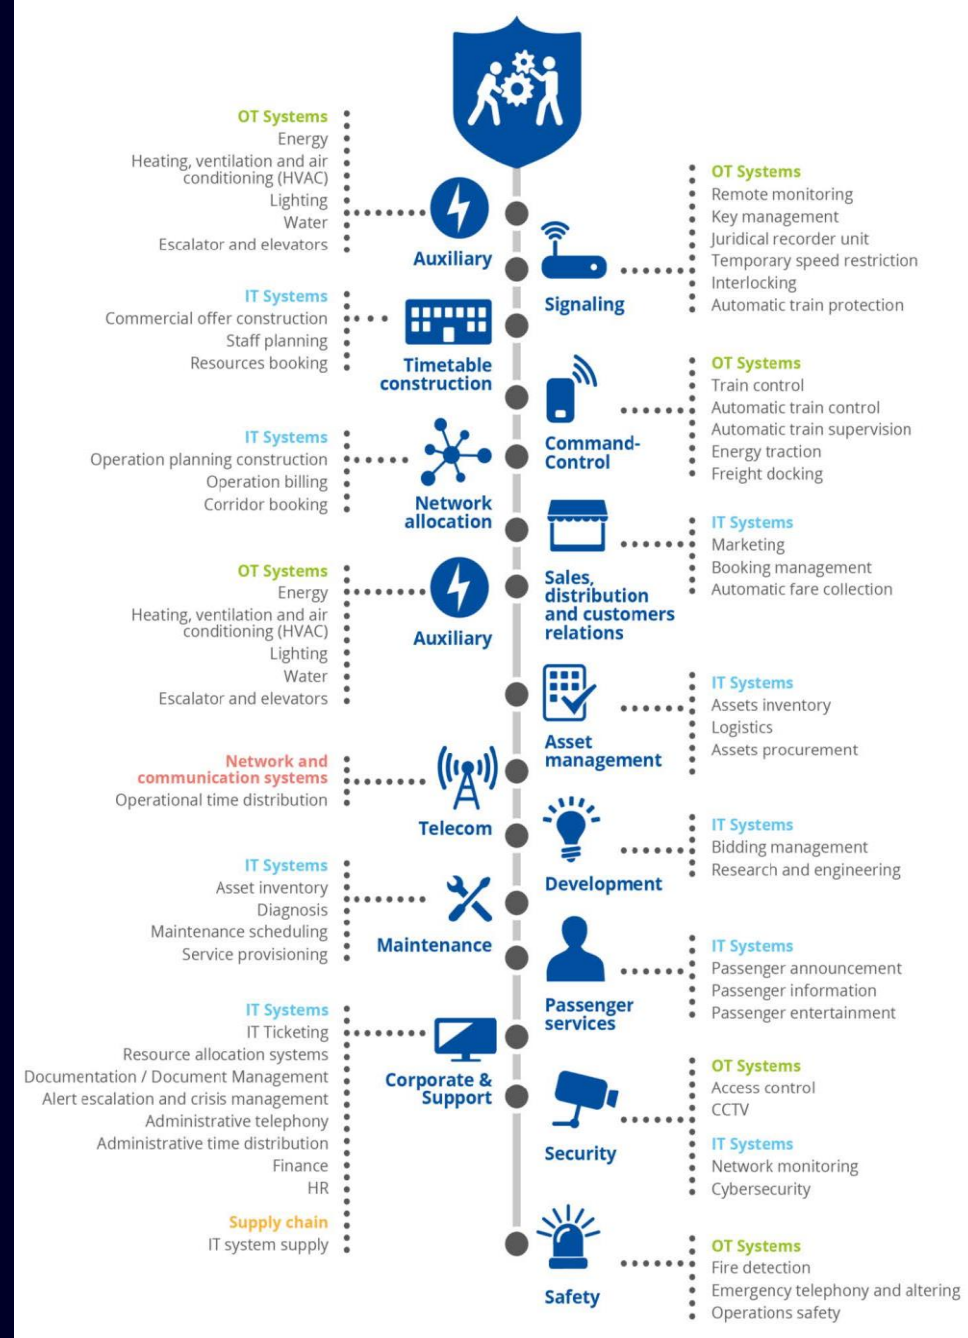 OT Systems
Energy
Heating, ventilation and air
conditioning (HVAC)
Lighting
Water
Escalator and elevators
Auxiliary
OT Systems
Remote monitoring
Key management
Juridical recorder unit
Temporary speed restriction
Interlocking
Automatic train protection
Signaling
IT Systems
Commercial offer construction
Staff planning
Resources booking
Timetable
construction
OT Systems
Train control
Automatic train control
Automatic train supervision
Energy traction
Freight docking
Command-
Control
IT Systems
Operation planning construction
Operation billing
Corridor booking
Network
allocation
IT Systems
Marketing
Booking management
Automatic fare collection
Sales,
distribution
and customers
relations
OT Systems
Energy
Heating, ventilation and air
conditioning (HVAC)
Lighting
Water
Escalator and elevators
Auxiliary
IT Systems
Assets inventory
Logistics
Assets procurement
Asset
management
Network and
communication systems
Operational time distribution
Telecom
IT Systems
Bidding management
Research and engineering
Development
IT Systems
Asset inventory
Diagnosis
Maintenance scheduling
Service provisioning
Maintenance
IT Systems
Passenger announcement
Passenger information
Passenger entertainment
Passenger
services
IT Systems
IT Ticketing
Resource allocation systems
Documentation / Document Management
Alert escalation and crisis management
Administrative telephony
Administrative time distribution
Finance
HR
Supply chain
IT system supply
Corporate &
Support
OT Systems
Access control
CCTV
IT Systems
Network monitoring
Cybersecurity
Security
OT Systems
Fire detection
Emergency telephony and altering
Operations safety
Safety